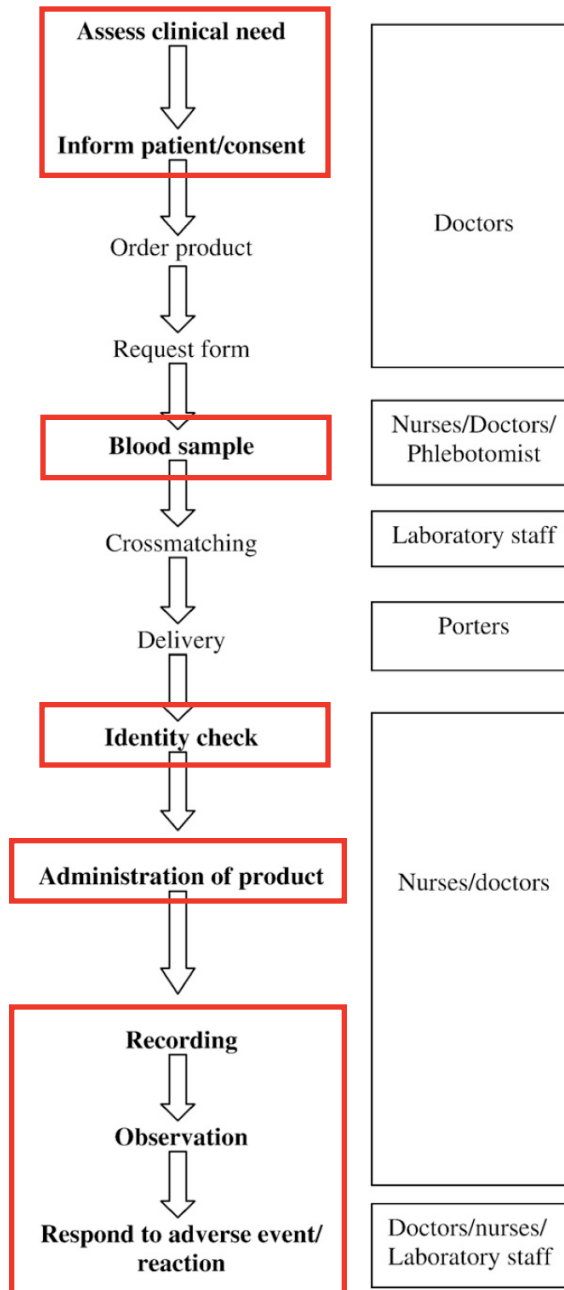 Assess clinical need
Inform patient/consent
Order product
Request form
Doctors
Blood sample
Nurses/Doctors/
Phlebotomist
Crossmatching
Laboratory staff
Delivery
Porters
Identity check
Administration of product
Nurses/doctors
Recording
Observation
Respond to adverse event/
reaction
Doctors/nurses/
Laboratory staff